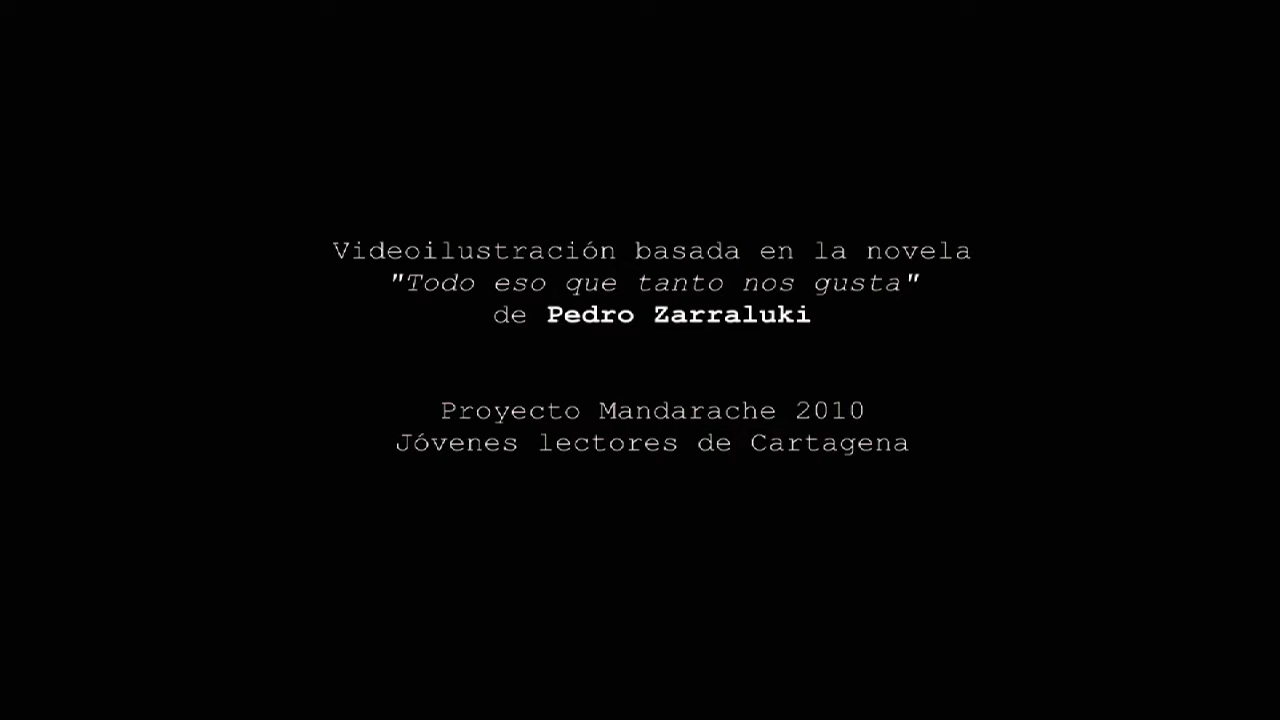 Videoilustración basada en la novela
"Todo eso que tanto nos gusta"
de Pedro Zarraluki
Proyecto Mandarache 2010
Jóvenes lectores de Cartagena